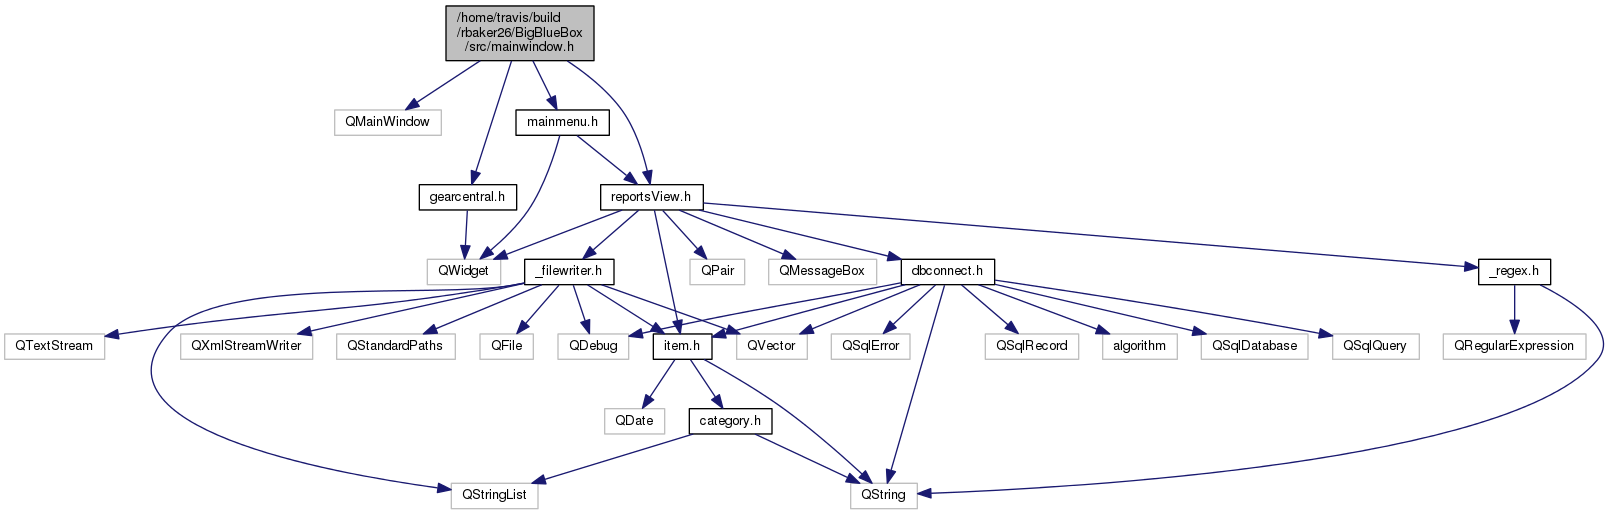 /home/travis/build
/rbaker26/BigBlueBox
/src/mainwindow.h
QMainWindow
mainmenu.h
gearcentral.h
reportsView.h
QWidget
_filewriter.h
QPair
QMessageBox
dbconnect.h
_regex.h
QTextStream
QXmlStreamWriter
QStandardPaths
QFile
QDebug
item.h
QVector
QSqlError
QSqlRecord
algorithm
QSqlDatabase
QSqlQuery
QRegularExpression
QDate
category.h
QStringList
QString